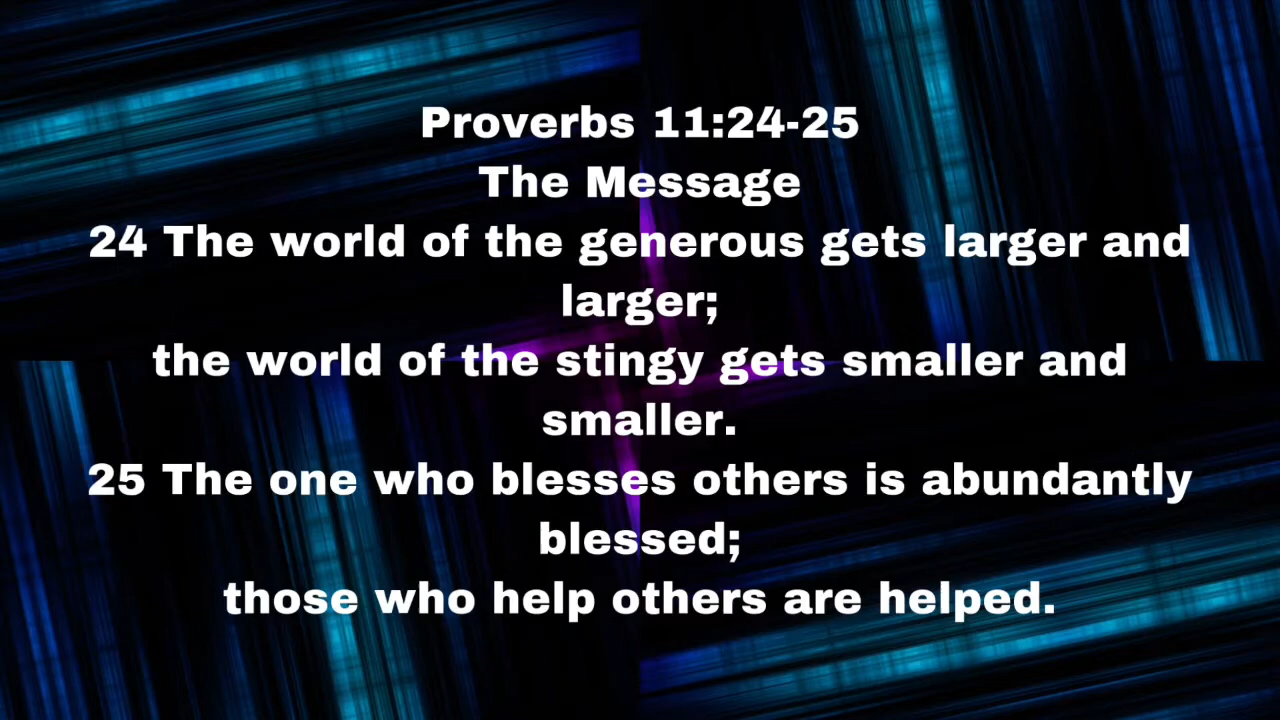 Proverbs 11:24-25
The Message
24 The world of the generous gets larger and
larger;
the world of the stingy gets smaller and
smaller.
25 The one who blesses others is abundantly
blessed;
those who help others are helped.